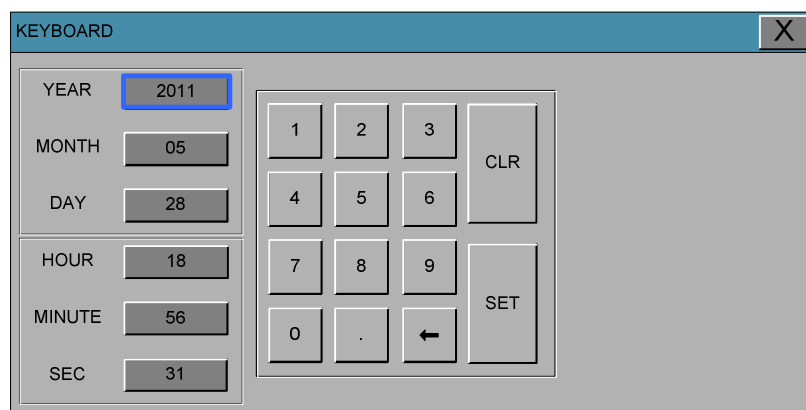 KEYBOARD X
YEAR 2011
MONTH 05
DAY 28
HOUR 18
MINUTE 56
SEC 31
1 2 3 CLR
4 5 6
7 8 9 SET
0 . ←